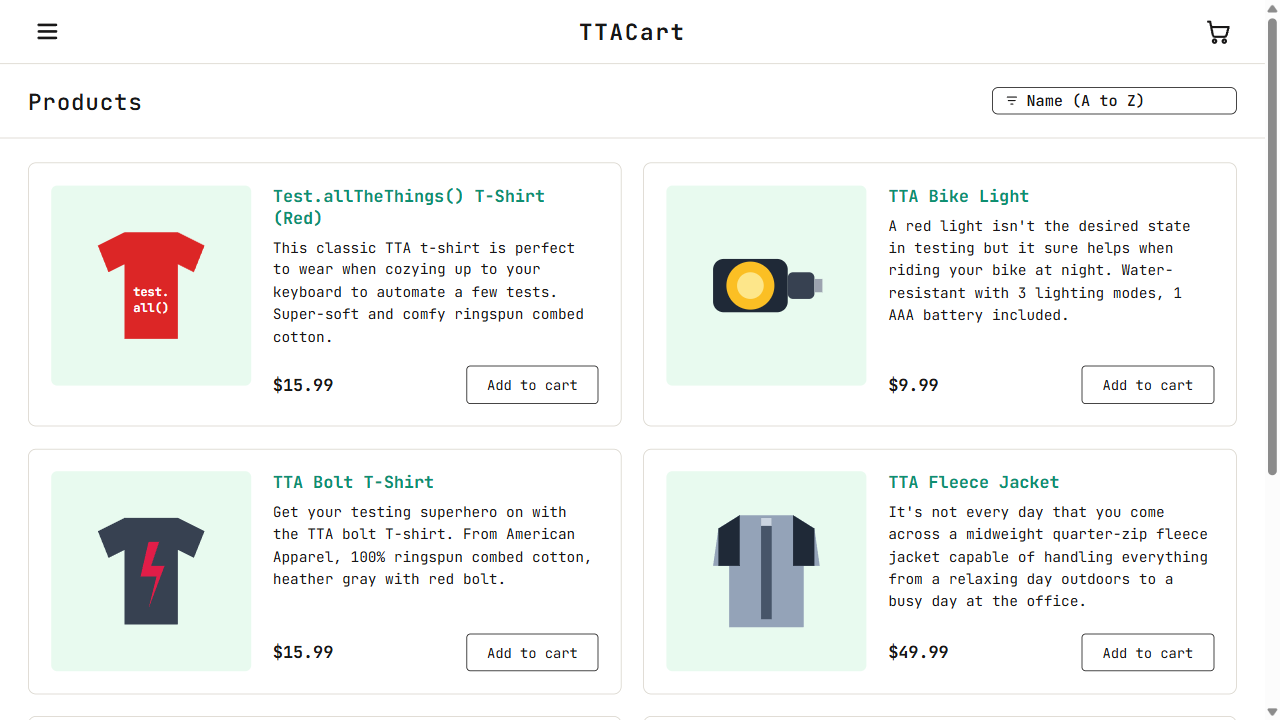 TTACart
Products
Name (A to Z)
test.
all()
Test.allTheThings() T-Shirt
(Red)
This classic TTA t-shirt is perfect
to wear when cozying up to your
keyboard to automate a few tests.
Super-soft and comfy ringspun combed
cotton.
$15.99
Add to cart
TTA Bike Light
A red light isn't the desired state
in testing but it sure helps when
riding your bike at night. Water-
resistant with 3 lighting modes, 1
AAA battery included.
$9.99
Add to cart
TTA Bolt T-Shirt
Get your testing superhero on with
the TTA bolt T-shirt. From American
Apparel, 100% ringspun combed cotton,
heather gray with red bolt.
$15.99
Add to cart
TTA Fleece Jacket
It's not every day that you come
across a midweight quarter-zip fleece
jacket capable of handling everything
from a relaxing day outdoors to a
busy day at the office.
$49.99
Add to cart